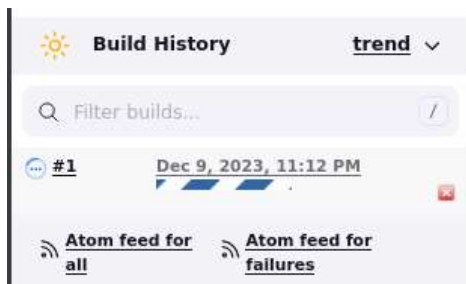 Build History trend
Filter builds... /
#1 Dec 9, 2023, 11:12 PM
Atom feed for Atom feed for
all failures